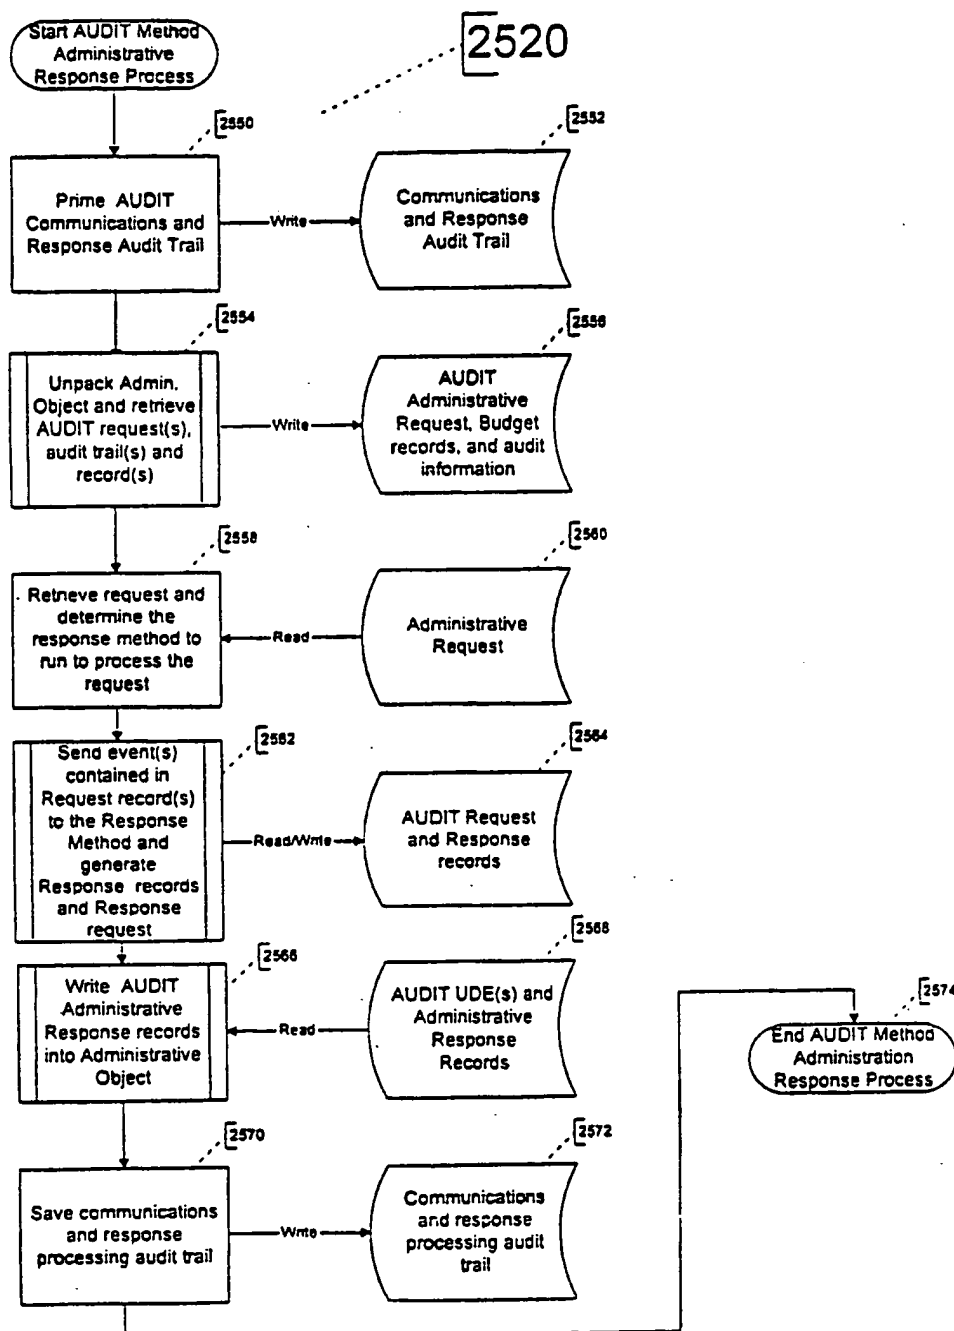 Start AUDIT Method
Administrative
Response Process
2520
2550
Prime AUDIT
Communications and
Response Audit Trail
Write
2552
Communications
and Response
Audit Trail
2554
Unpack Admin.
Object and retrieve
AUDIT request(s),
audit trail(s) and
record(s)
Write
2556
AUDIT
Administrative
Request, Budget
records, and audit
information
2558
Retrieve request and
determine the
response method to
run to process the
request
Read
2560
Administrative
Request
2562
Send event(s)
contained in
Request record(s)
to the Response
Method and
generate
Response records
and Response
request
Read/Write
2564
AUDIT Request
and Response
records
2566
Write AUDIT
Administrative
Response records
into Administrative
Object
Read
2568
AUDIT UDE(s) and
Administrative
Response
Records
2570
Save communications
and response
processing audit trail
Write
2572
Communications
and response
processing audit
trail
2574
End AUDIT Method
Administration
Response Process